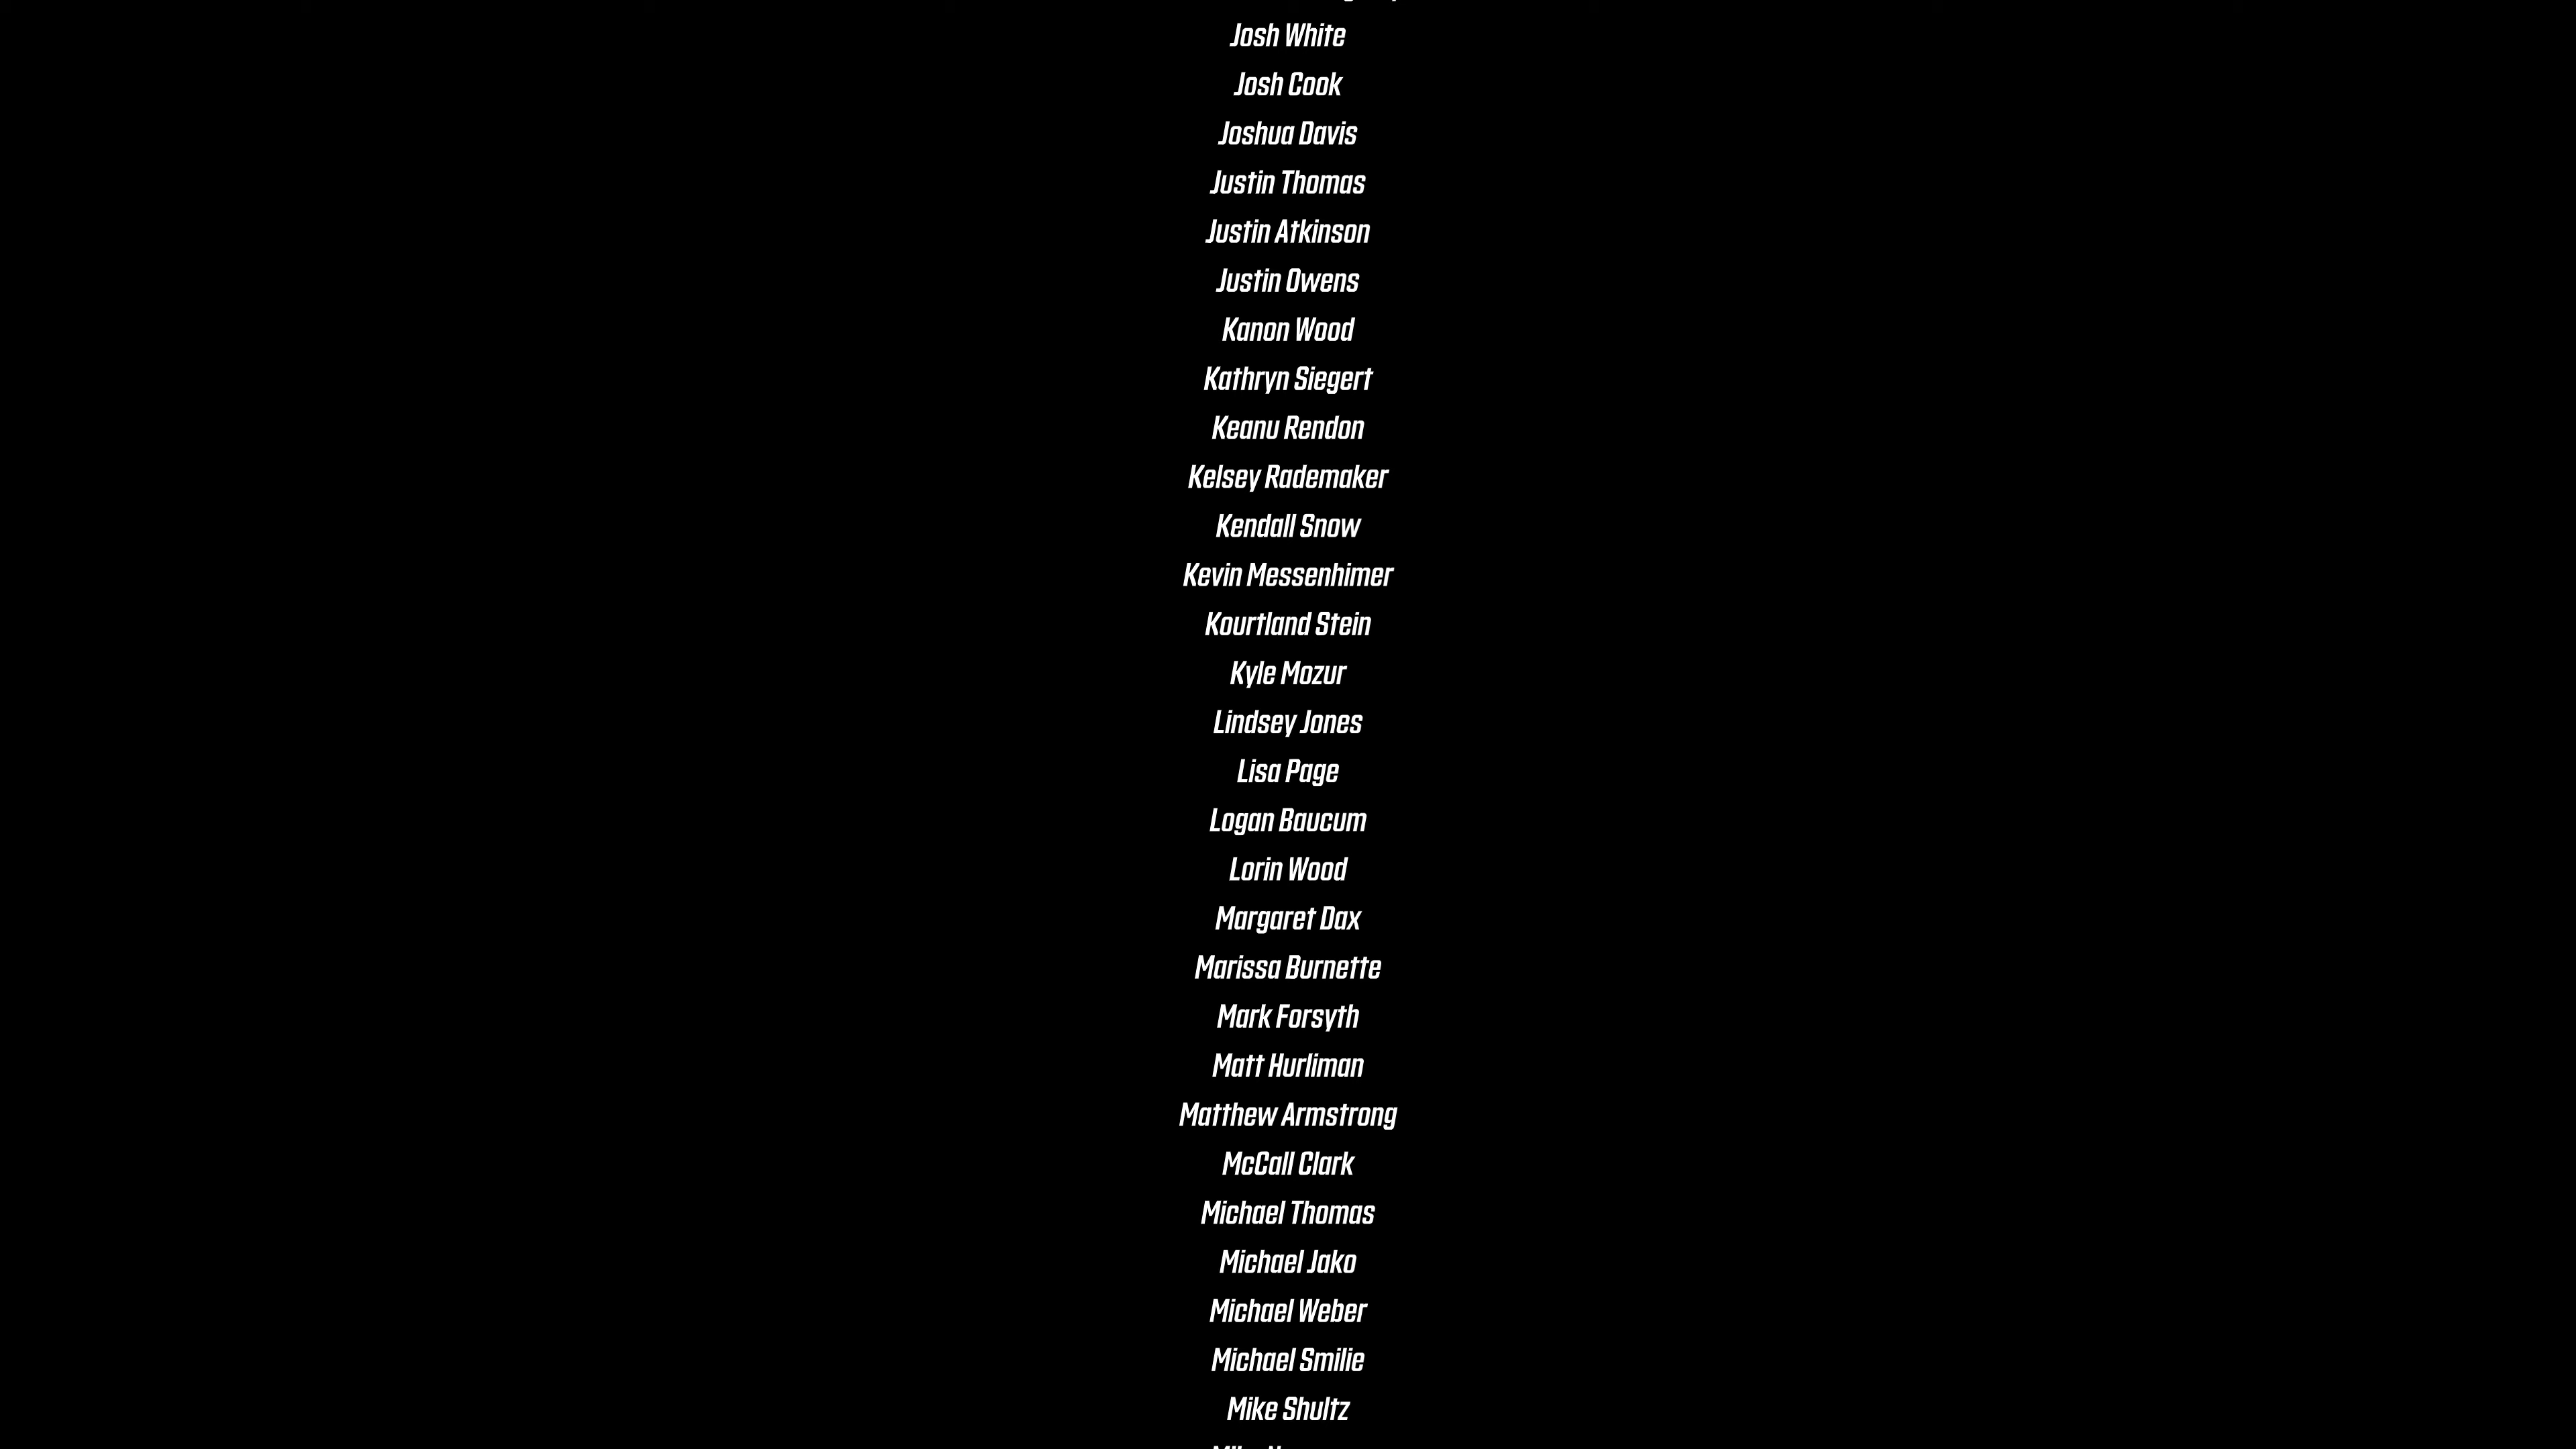 Josh White
Josh Cook
Joshua Davis
Justin Thomas
Justin Atkinson
Justin Owens
Kanon Wood
Kathryn Siegert
Keanu Rendon
Kelsey Rademaker
Kendall Snow
Kevin Messenhimer
Kourtland Stein
Kyle Mozur
Lindsey Jones
Lisa Page
Logan Baucum
Lorin Wood
Margaret Dax
Marissa Burnette
Mark Forsyth
Matt Hurliman
Matthew Armstrong
McCall Clark
Michael Thomas
Michael Jako
Michael Weber
Michael Smilie
Mike Shultz